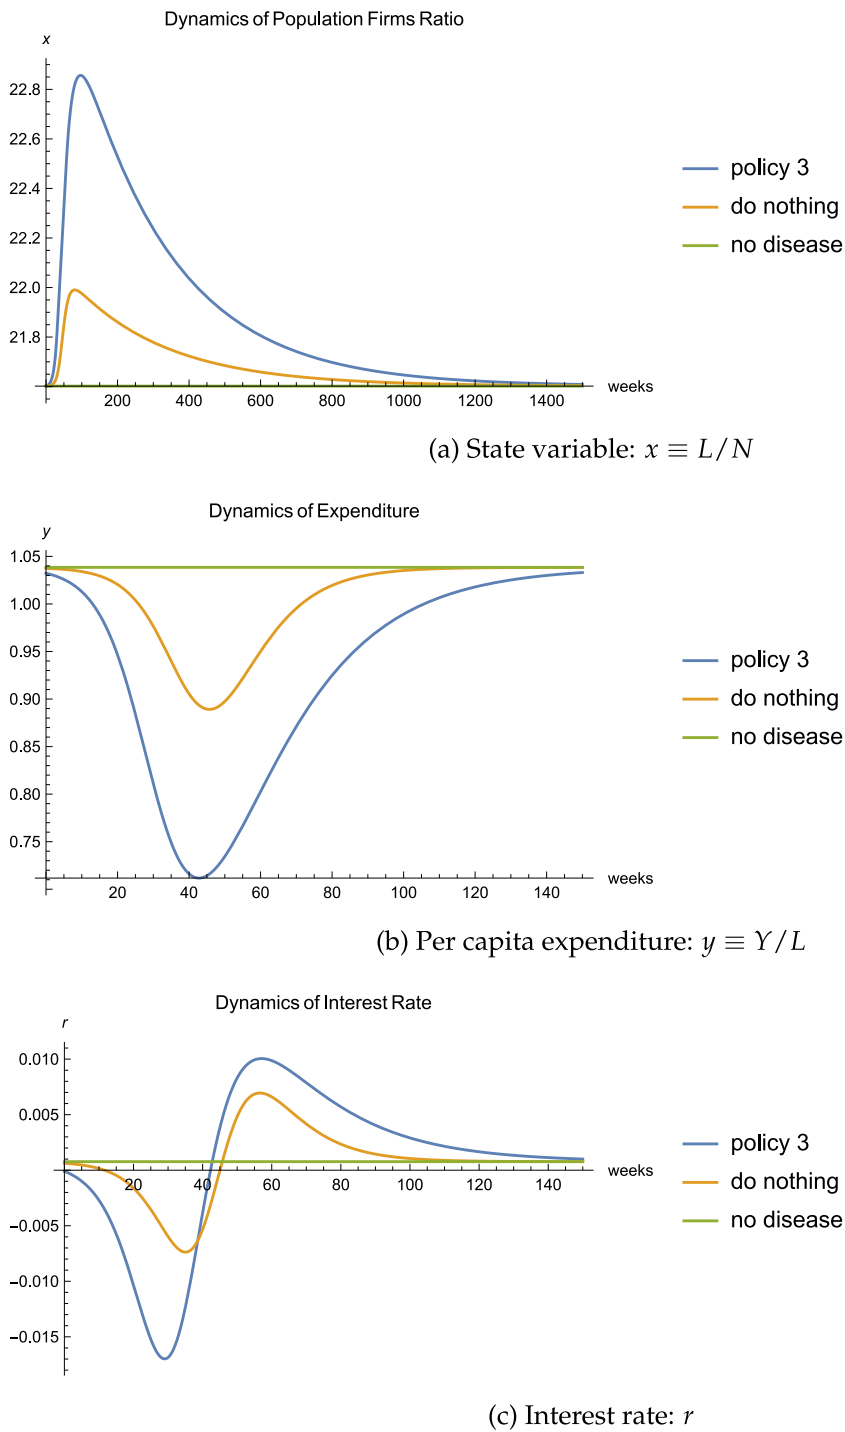 Dynamics of Population Firms Ratio
x
22.8
22.6
22.4
22.2
22.0
21.8
200 400 600 800 1000 1200 1400
weeks
policy 3
do nothing
no disease
(a) State variable: x ≡ L/N
Dynamics of Expenditure
y
1.05
1.00
0.95
0.90
0.85
0.80
0.75
20 40 60 80 100 120 140
weeks
policy 3
do nothing
no disease
(b) Per capita expenditure: y ≡ Y/L
Dynamics of Interest Rate
r
0.010
0.005
20 40 60 80 100 120 140
weeks
−0.005
−0.010
−0.015
policy 3
do nothing
no disease
(c) Interest rate: r